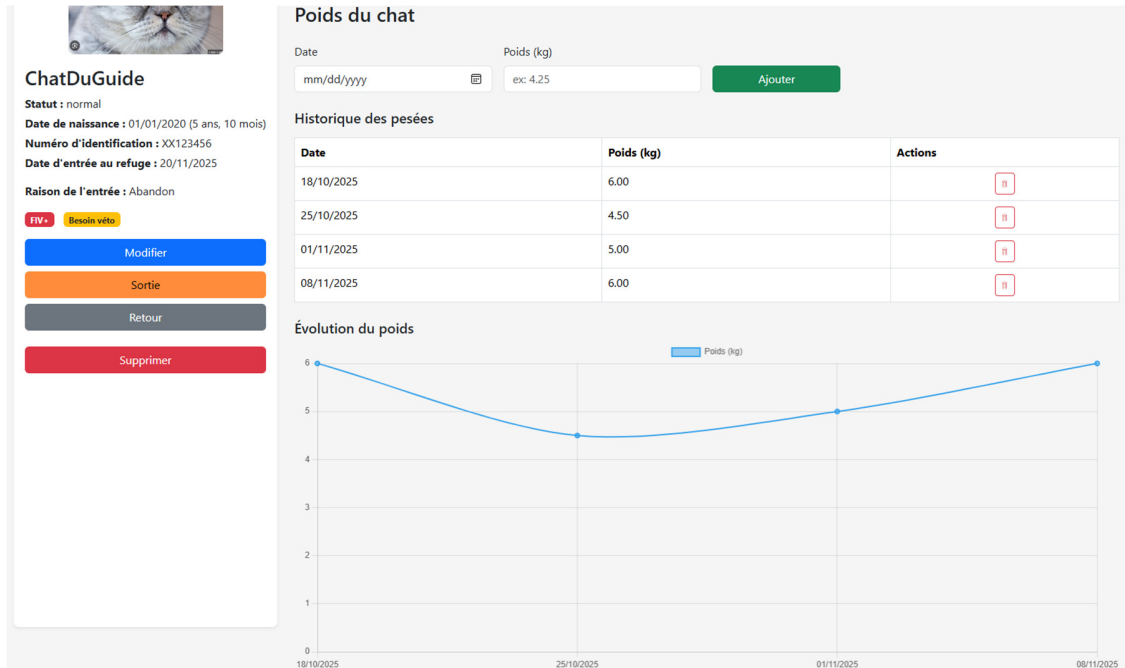 ChatDuGuide
Statut : normal
Date de naissance : 01/01/2020 (5 ans, 10 mois)
Numéro d'identification : XX123456
Date d'entrée au refuge : 20/11/2025
Raison de l'entrée : Abandon
FIV+ Besoin véto
Modifier
Sortie
Retour
Supprimer
Poids du chat
Date Poids (kg)
mm/dd/yyyy ex: 4.25 Ajouter
Historique des pesées
Date Poids (kg) Actions
18/10/2025 6.00
25/10/2025 4.50
01/11/2025 5.00
08/11/2025 6.00
Évolution du poids
Poids (kg)
6
5
4
3
2
1
0
18/10/2025 25/10/2025 01/11/2025 08/11/2025